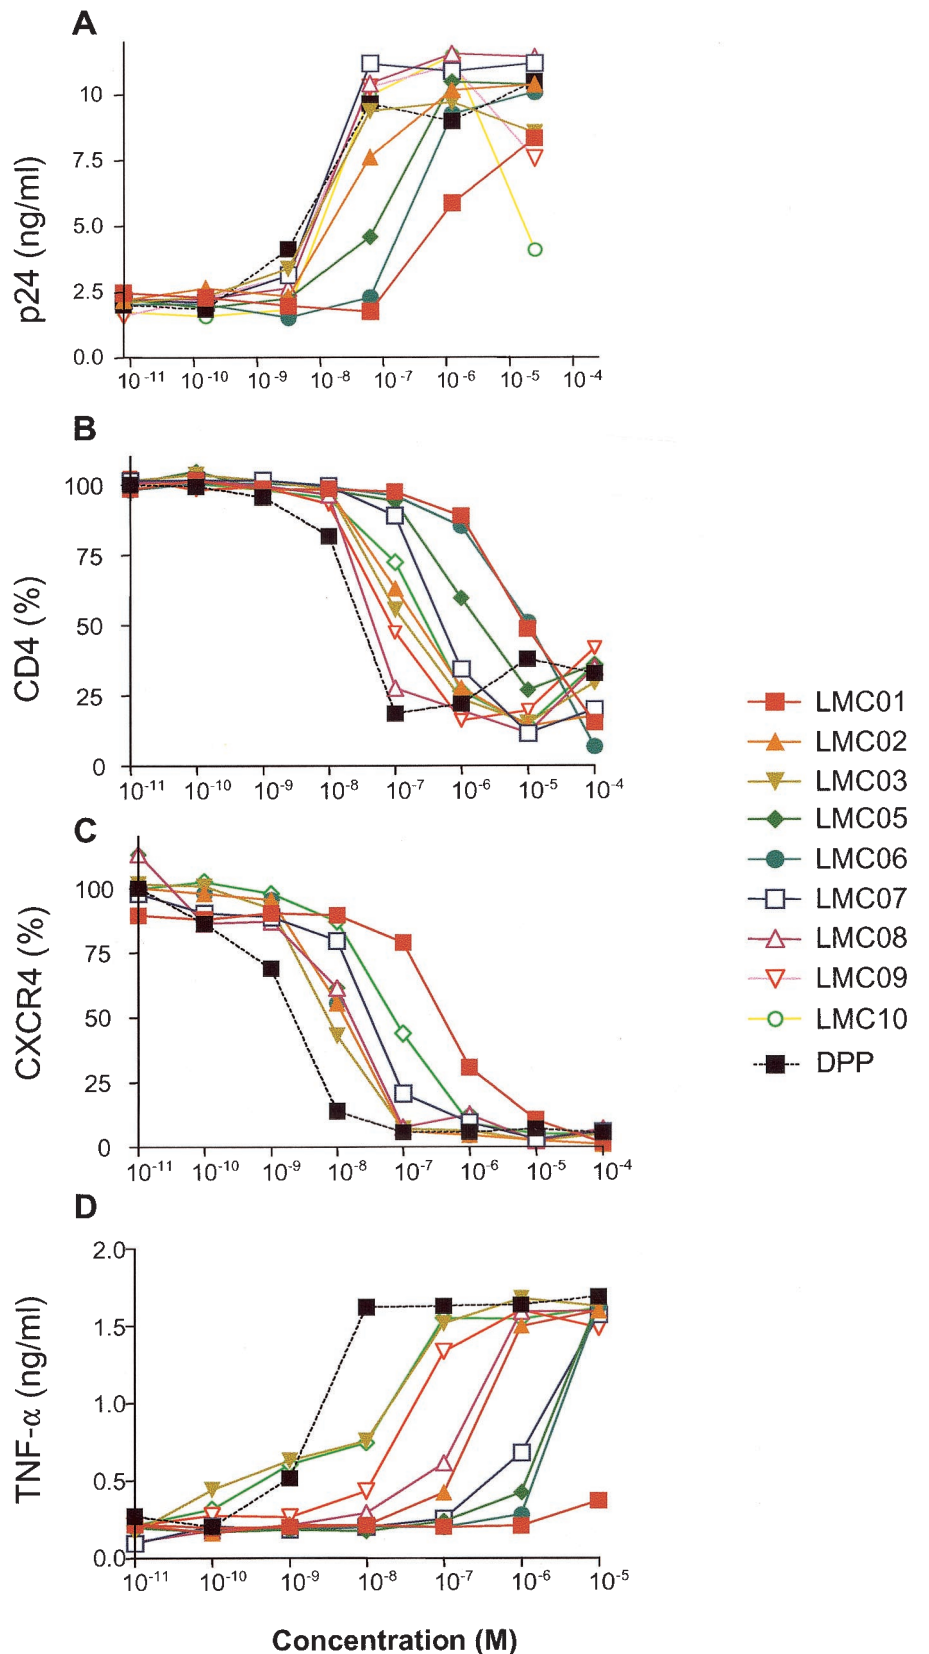 A
p24 (ng/ml)
10
7.5
5.0
2.5
0.0
10-11 10-10 10-9 10-8 10-7 10-6 10-5 10-4
B
CD4 (%)
100
75
50
25
0
10-11 10-10 10-9 10-8 10-7 10-6 10-5 10-4
C
CXCR4 (%)
100
75
50
25
0
10-11 10-10 10-9 10-8 10-7 10-6 10-5 10-4
LMC01
LMC02
LMC03
LMC05
LMC06
LMC07
LMC08
LMC09
LMC10
DPP
D
TNF-α (ng/ml)
2.0
1.5
1.0
0.5
0.0
10-11 10-10 10-9 10-8 10-7 10-6 10-5
Concentration (M)